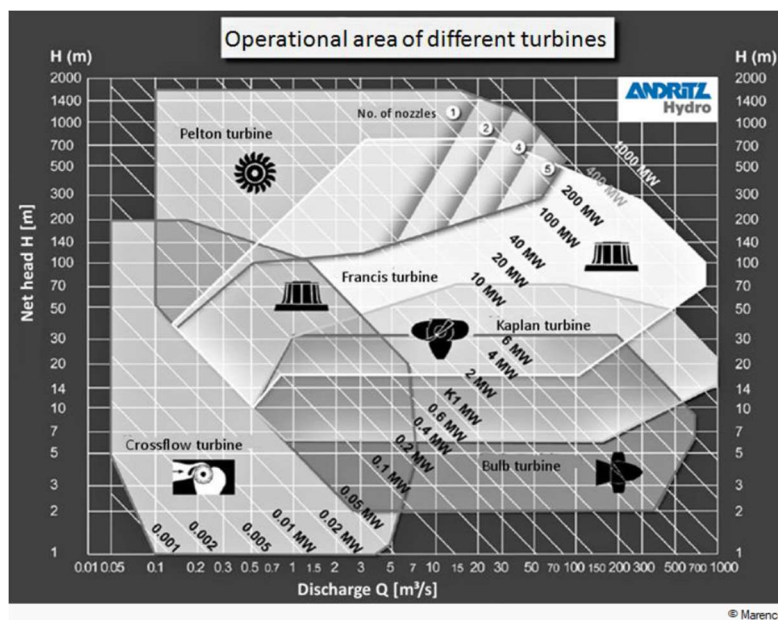 Operational area of different turbines
H (m)
H (m)
2000
1400
1000
700
500
300
200
140
100
70
50
30
20
14
10
7
5
3
2
1
2000
1400
1000
700
500
300
200
140
100
70
50
30
20
14
10
7
5
3
2
1
Net head H [m]
ANDRITZ
Hydro
No. of nozzles
1
2
4
5
Pelton turbine
1000 MW
400 MW
200 MW
100 MW
40 MW
20 MW
10 MW
Francis turbine
Kaplan turbine
6 MW
4 MW
2 MW
K1 MW
0.6 MW
0.4 MW
0.2 MW
0.1 MW
0.05 MW
Crossflow turbine
Bulb turbine
0.001
0.002
0.005
0.01 MW
0.02 MW
0.01 0.05 0.1 0.2 0.3 0.5 0.7 1 2 3 5 7 10 15 20 30 50 70 100 150 200 300 500 700 1000
Discharge Q [m³/s]
© Marenc